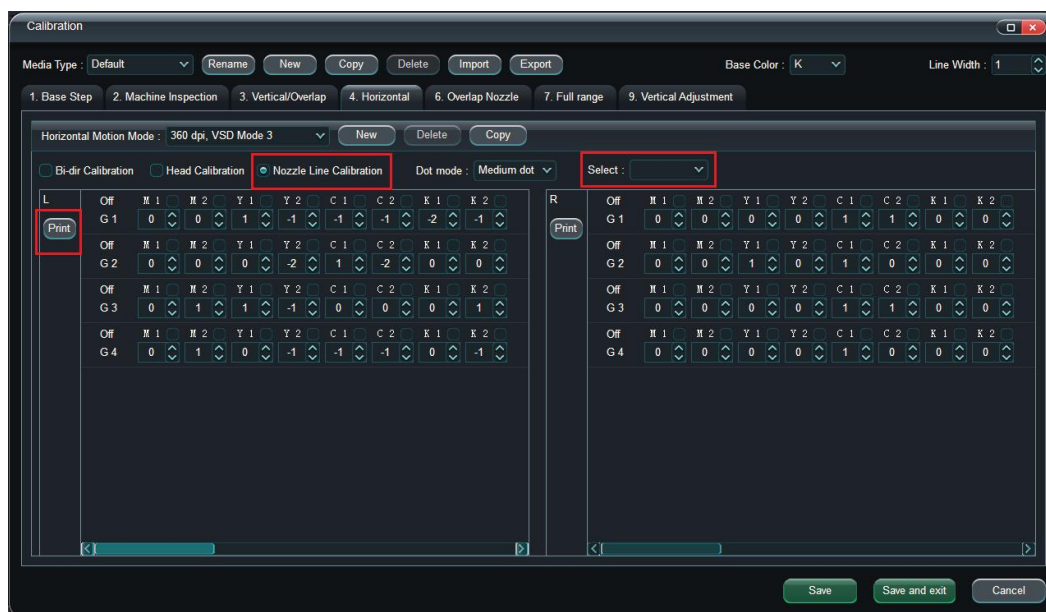 Calibration
Media Type : Default Rename New Copy Delete Import Export Base Color : K Line Width : 1
1. Base Step 2. Machine Inspection 3. Vertical/Overlap 4. Horizontal 6. Overlap Nozzle 7. Full range 9. Vertical Adjustment
Horizontal Motion Mode : 360 dpi, VSD Mode 3 New Delete Copy
Bi-dir Calibration Head Calibration Nozzle Line Calibration Dot mode : Medium dot Select :
L Off M 1 M 2 Y 1 Y 2 C 1 C 2 K 1 K 2 R Off M 1 M 2 Y 1 Y 2 C 1 C 2 K 1 K 2
Print G 1 0 0 1 -1 -1 -1 -2 -1 Print G 1 0 0 0 0 1 1 0 0
Off M 1 M 2 Y 1 Y 2 C 1 C 2 K 1 K 2 Off M 1 M 2 Y 1 Y 2 C 1 C 2 K 1 K 2
G 2 0 0 0 -2 1 -2 0 0 G 2 0 0 1 0 1 0 0 0
Off M 1 M 2 Y 1 Y 2 C 1 C 2 K 1 K 2 Off M 1 M 2 Y 1 Y 2 C 1 C 2 K 1 K 2
G 3 0 1 1 -1 0 0 0 1 G 3 0 0 0 0 1 1 0 0
Off M 1 M 2 Y 1 Y 2 C 1 C 2 K 1 K 2 Off M 1 M 2 Y 1 Y 2 C 1 C 2 K 1 K 2
G 4 0 1 0 -1 -1 -1 0 -1 G 4 0 0 0 0 1 0 0 0
Save Save and exit Cancel